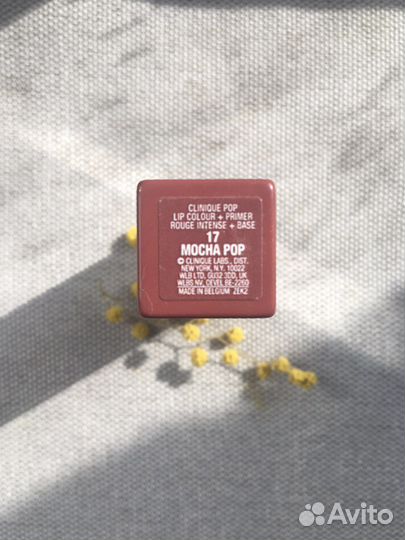 CLINIQUE POP
LIP COLOUR + PRIMER
ROUGE INTENSE + BASE
17
MOCHA POP
© CLINIQUE LABS., DIST.
NEW YORK, N.Y. 10022
WLB LTD, GU32 3DD, UK
WLBS NV, OEVEL BE-2260
MADE IN BELGIUM ZEK2
Avito